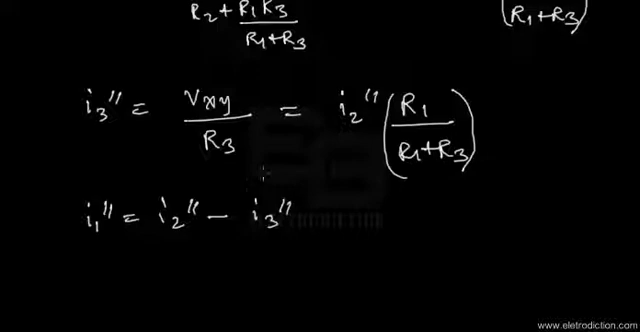 R₂ + R₁R₃ / (R₁+R₃)
(R₁+R₃)
i₃'' = Vxy / R₃ = i₂'' (R₁ / (R₁+R₃))
i₁'' = i₂'' − i₃''
www.eletrodiction.com